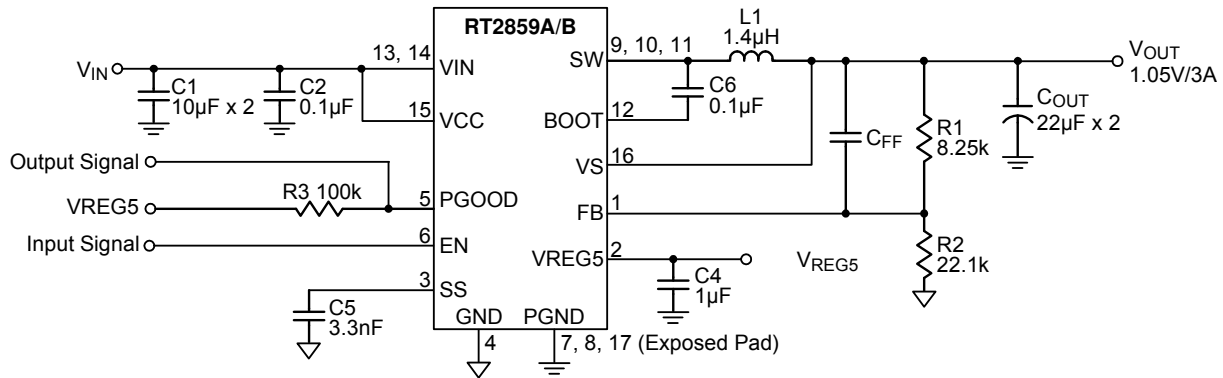 RT2859A/B
L1
1.4µH
9, 10, 11
SW
13, 14
VIN
VIN
VOUT
1.05V/3A
C1
10µF x 2
C2
0.1µF
C6
0.1µF
COUT
22µF x 2
15
VCC
BOOT
12
CFF
R1
8.25k
Output Signal
VS
16
R3 100k
VREG5
5
PGOOD
FB
1
Input Signal
6
EN
VREG5
2
VREG5
R2
22.1k
3
SS
C4
1µF
C5
3.3nF
GND
PGND
4
7, 8, 17 (Exposed Pad)